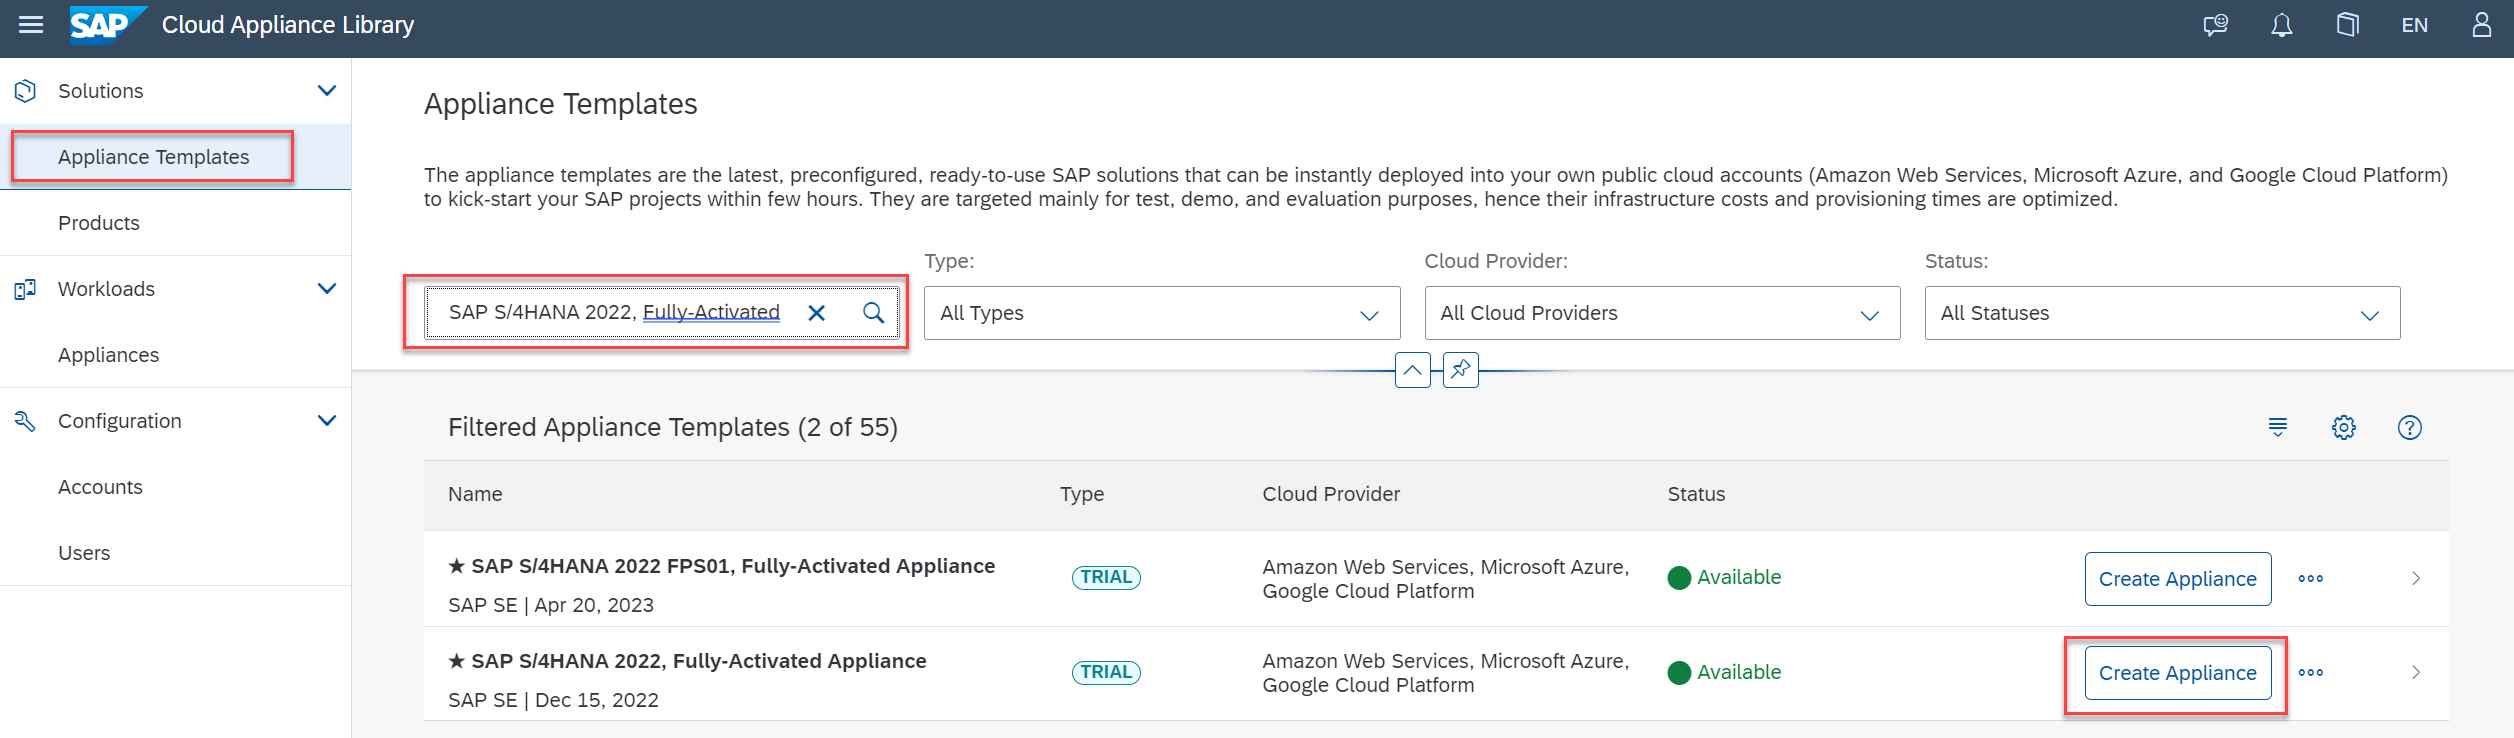 SAP Cloud Appliance Library
EN
Solutions
Appliance Templates
Products
Workloads
Appliances
Configuration
Accounts
Users
Appliance Templates
The appliance templates are the latest, preconfigured, ready-to-use SAP solutions that can be instantly deployed into your own public cloud accounts (Amazon Web Services, Microsoft Azure, and Google Cloud Platform)
to kick-start your SAP projects within few hours. They are targeted mainly for test, demo, and evaluation purposes, hence their infrastructure costs and provisioning times are optimized.
Type:
Cloud Provider:
Status:
SAP S/4HANA 2022, Fully-Activated
All Types
All Cloud Providers
All Statuses
Filtered Appliance Templates (2 of 55)
Name
Type
Cloud Provider
Status
★ SAP S/4HANA 2022 FPS01, Fully-Activated Appliance
SAP SE | Apr 20, 2023
TRIAL
Amazon Web Services, Microsoft Azure,
Google Cloud Platform
Available
Create Appliance
★ SAP S/4HANA 2022, Fully-Activated Appliance
SAP SE | Dec 15, 2022
TRIAL
Amazon Web Services, Microsoft Azure,
Google Cloud Platform
Available
Create Appliance